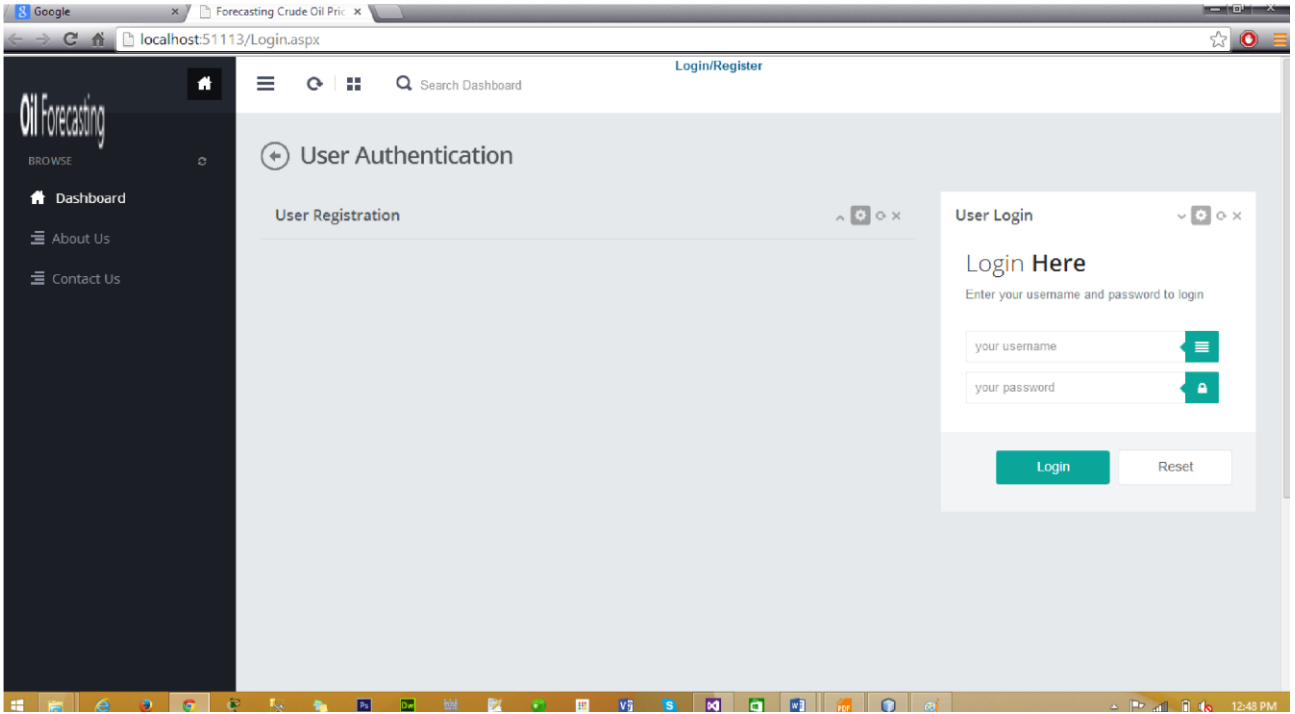 Google
Forecasting Crude Oil Pric
localhost:51113/Login.aspx
Login/Register
Search Dashboard
Oil Forecasting
BROWSE
Dashboard
About Us
Contact Us
User Authentication
User Registration
User Login
Login Here
Enter your username and password to login
your username
your password
Login
Reset
12:48 PM